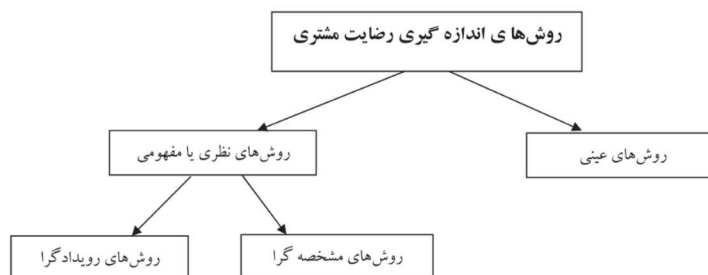 روش‌ها ی اندازه گیری رضایت مشتری
روش‌های عینی
روش‌های نظری یا مفهومی
روش‌های مشخصه گرا
روش‌های رویدادگرا